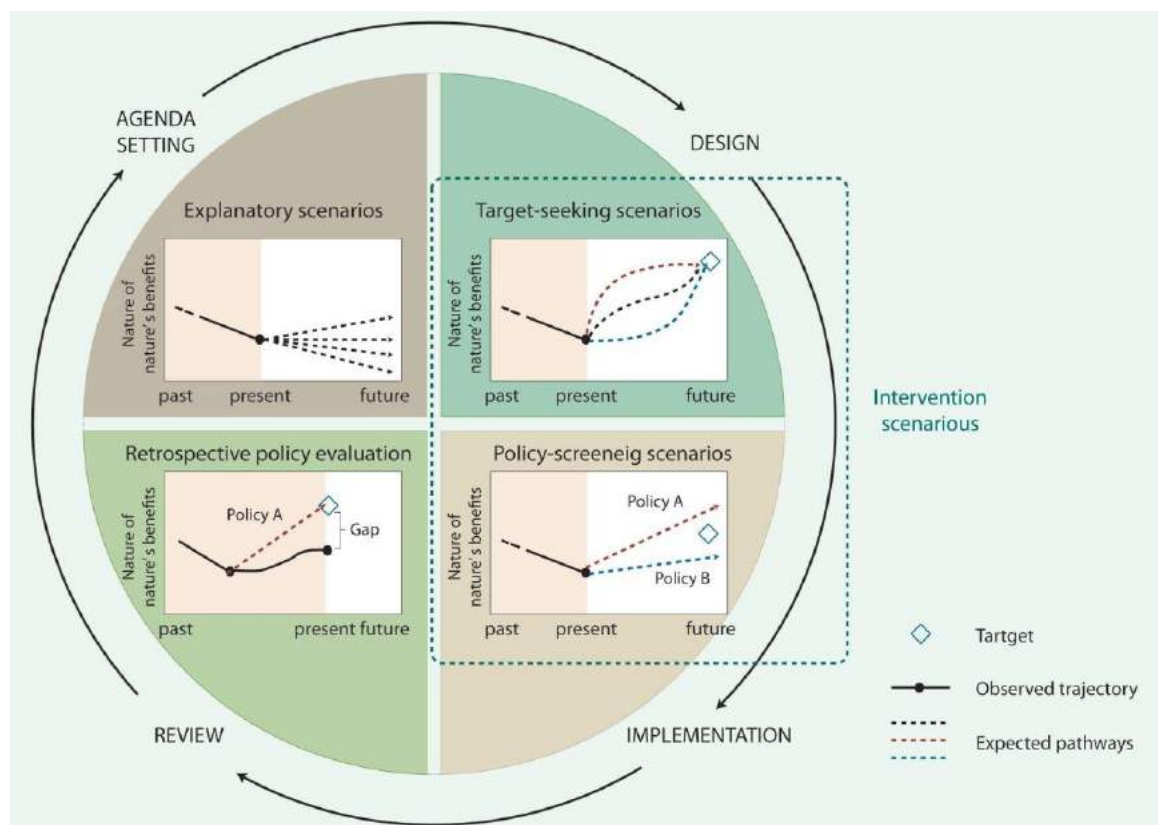 AGENDA
SETTING
DESIGN
Explanatory scenarios
Nature of
nature's benefits
past present future
Target-seeking scenarios
Nature of
nature's benefits
past present future
Intervention
scenarious
Retrospective policy evaluation
Nature of
nature's benefits
Policy A
Gap
past present future
Policy-screeneig scenarios
Nature of
nature's benefits
Policy A
Policy B
past present future
REVIEW
IMPLEMENTATION
Tartget
Observed trajectory
Expected pathways